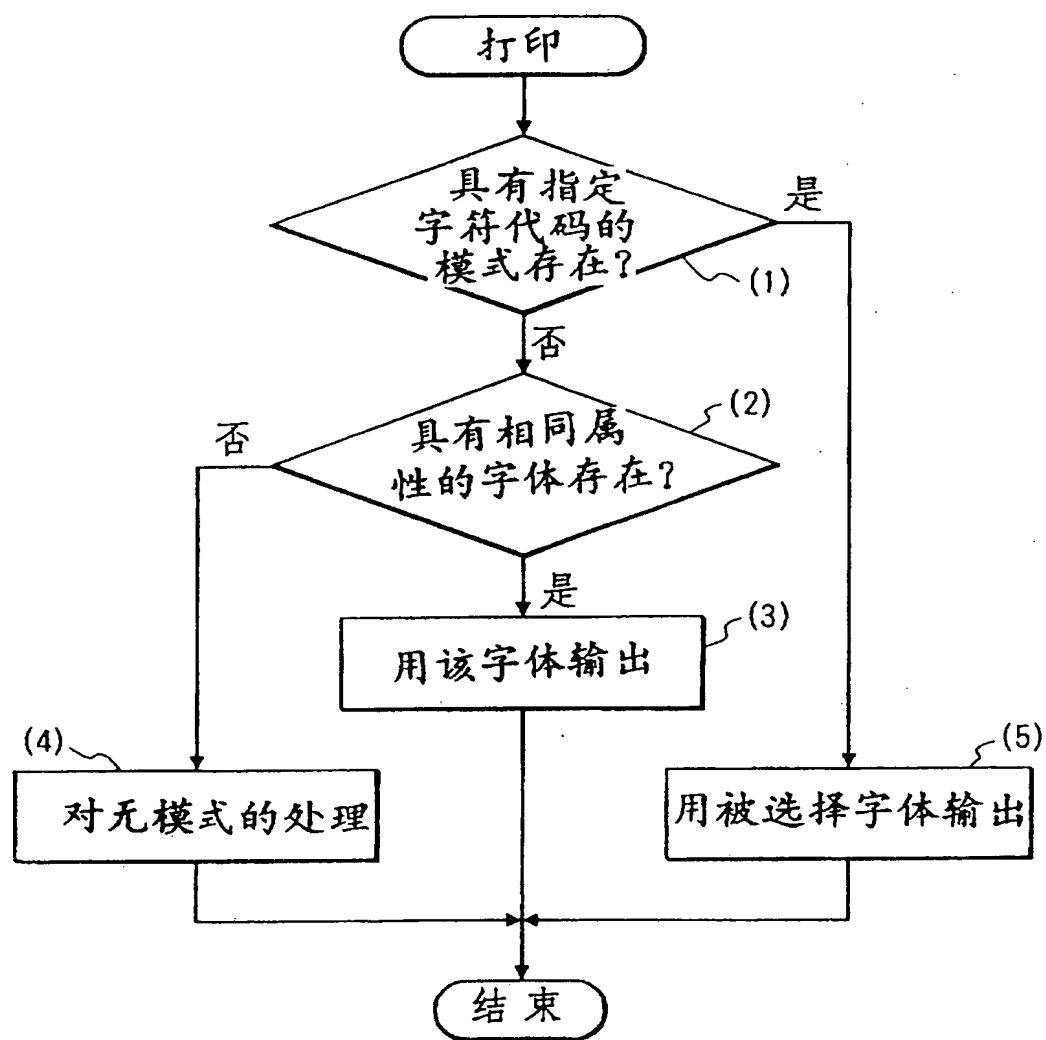 打印
具有指定
字符代码的
模式存在?
是
(1)
否
(2)
具有相同属
性的字体存在?
否
是
(3)
用该字体输出
(4)
对无模式的处理
(5)
用被选择字体输出
结束